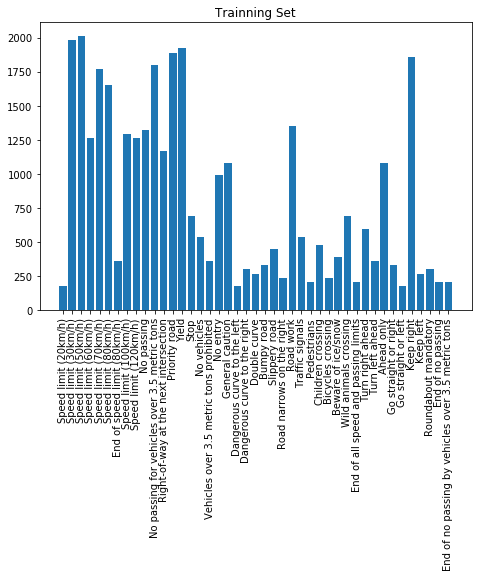 Trainning Set
2000
1750
1500
1250
1000
750
500
250
0
Speed limit (20km/h)
Speed limit (30km/h)
Speed limit (50km/h)
Speed limit (60km/h)
Speed limit (70km/h)
Speed limit (80km/h)
End of speed limit (80km/h)
Speed limit (100km/h)
Speed limit (120km/h)
No passing
No passing for vehicles over 3.5 metric tons
Right-of-way at the next intersection
Priority road
Yield
Stop
No vehicles
Vehicles over 3.5 metric tons prohibited
No entry
General caution
Dangerous curve to the left
Dangerous curve to the right
Double curve
Bumpy road
Slippery road
Road narrows on the right
Road work
Traffic signals
Pedestrians
Children crossing
Bicycles crossing
Beware of ice/snow
Wild animals crossing
End of all speed and passing limits
Turn right ahead
Turn left ahead
Ahead only
Go straight or right
Go straight or left
Keep right
Keep left
Roundabout mandatory
End of no passing
End of no passing by vehicles over 3.5 metric tons